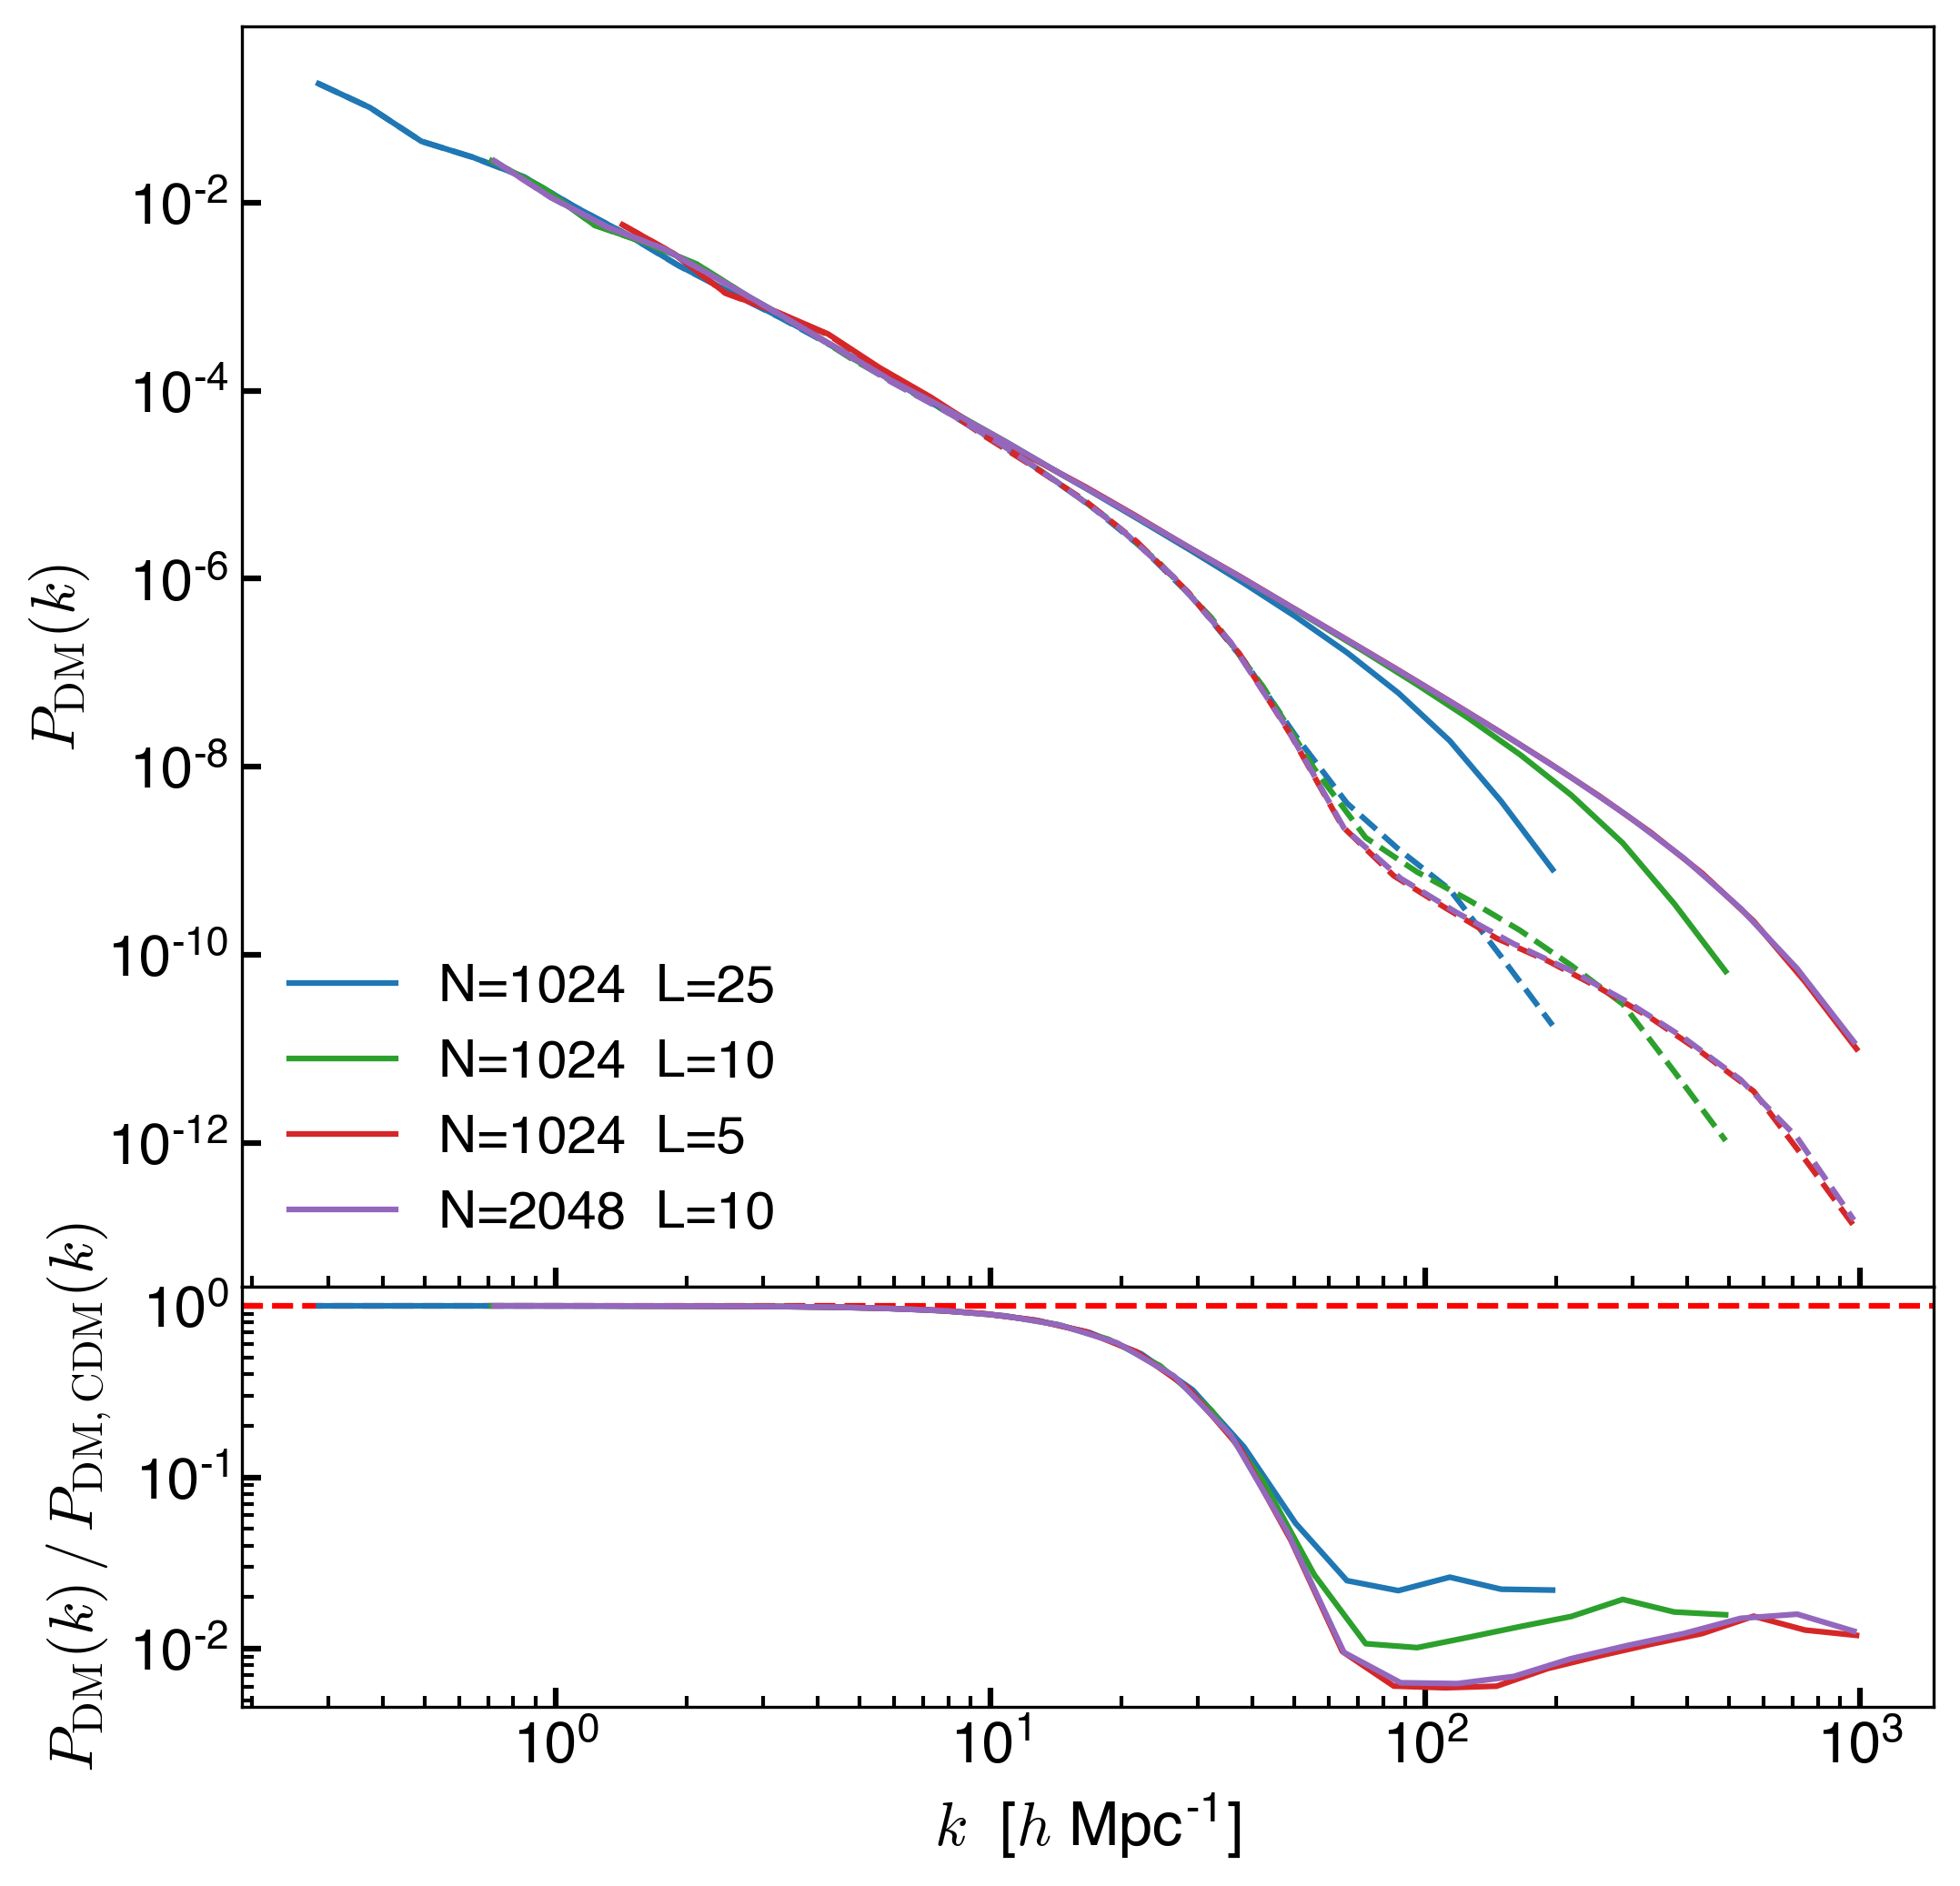 P_DM(k)
10^-2
10^-4
10^-6
10^-8
10^-10
10^-12
N=1024 L=25
N=1024 L=10
N=1024 L=5
N=2048 L=10
P_DM(k) / P_DM, CDM(k)
10^0
10^-1
10^-2
10^0 10^1 10^2 10^3
k [h Mpc^-1]